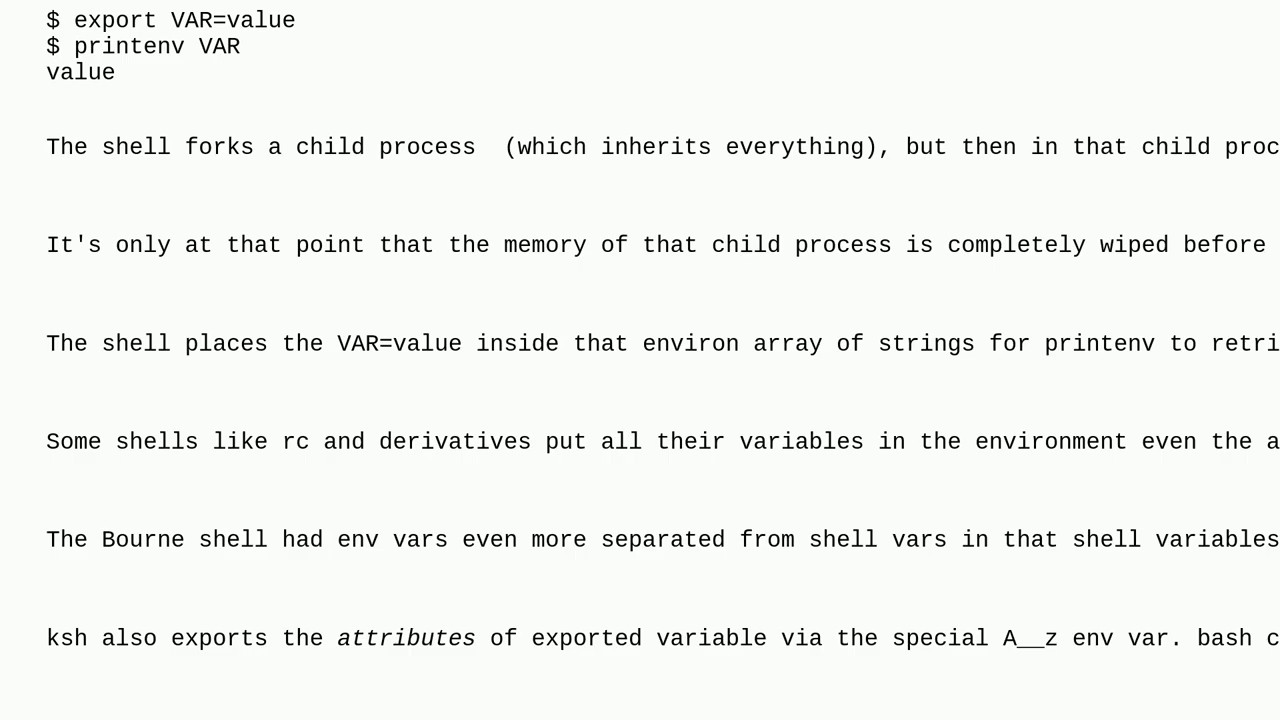 $ export VAR=value
$ printenv VAR
value
The shell forks a child process  (which inherits everything), but then in that child proc
It's only at that point that the memory of that child process is completely wiped before
The shell places the VAR=value inside that environ array of strings for printenv to retri
Some shells like rc and derivatives put all their variables in the environment even the a
The Bourne shell had env vars even more separated from shell vars in that shell variables
ksh also exports the attributes of exported variable via the special A__z env var. bash c